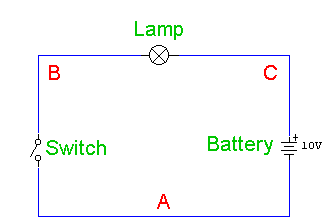 Lamp
B
C
Switch
Battery
+
10V
A